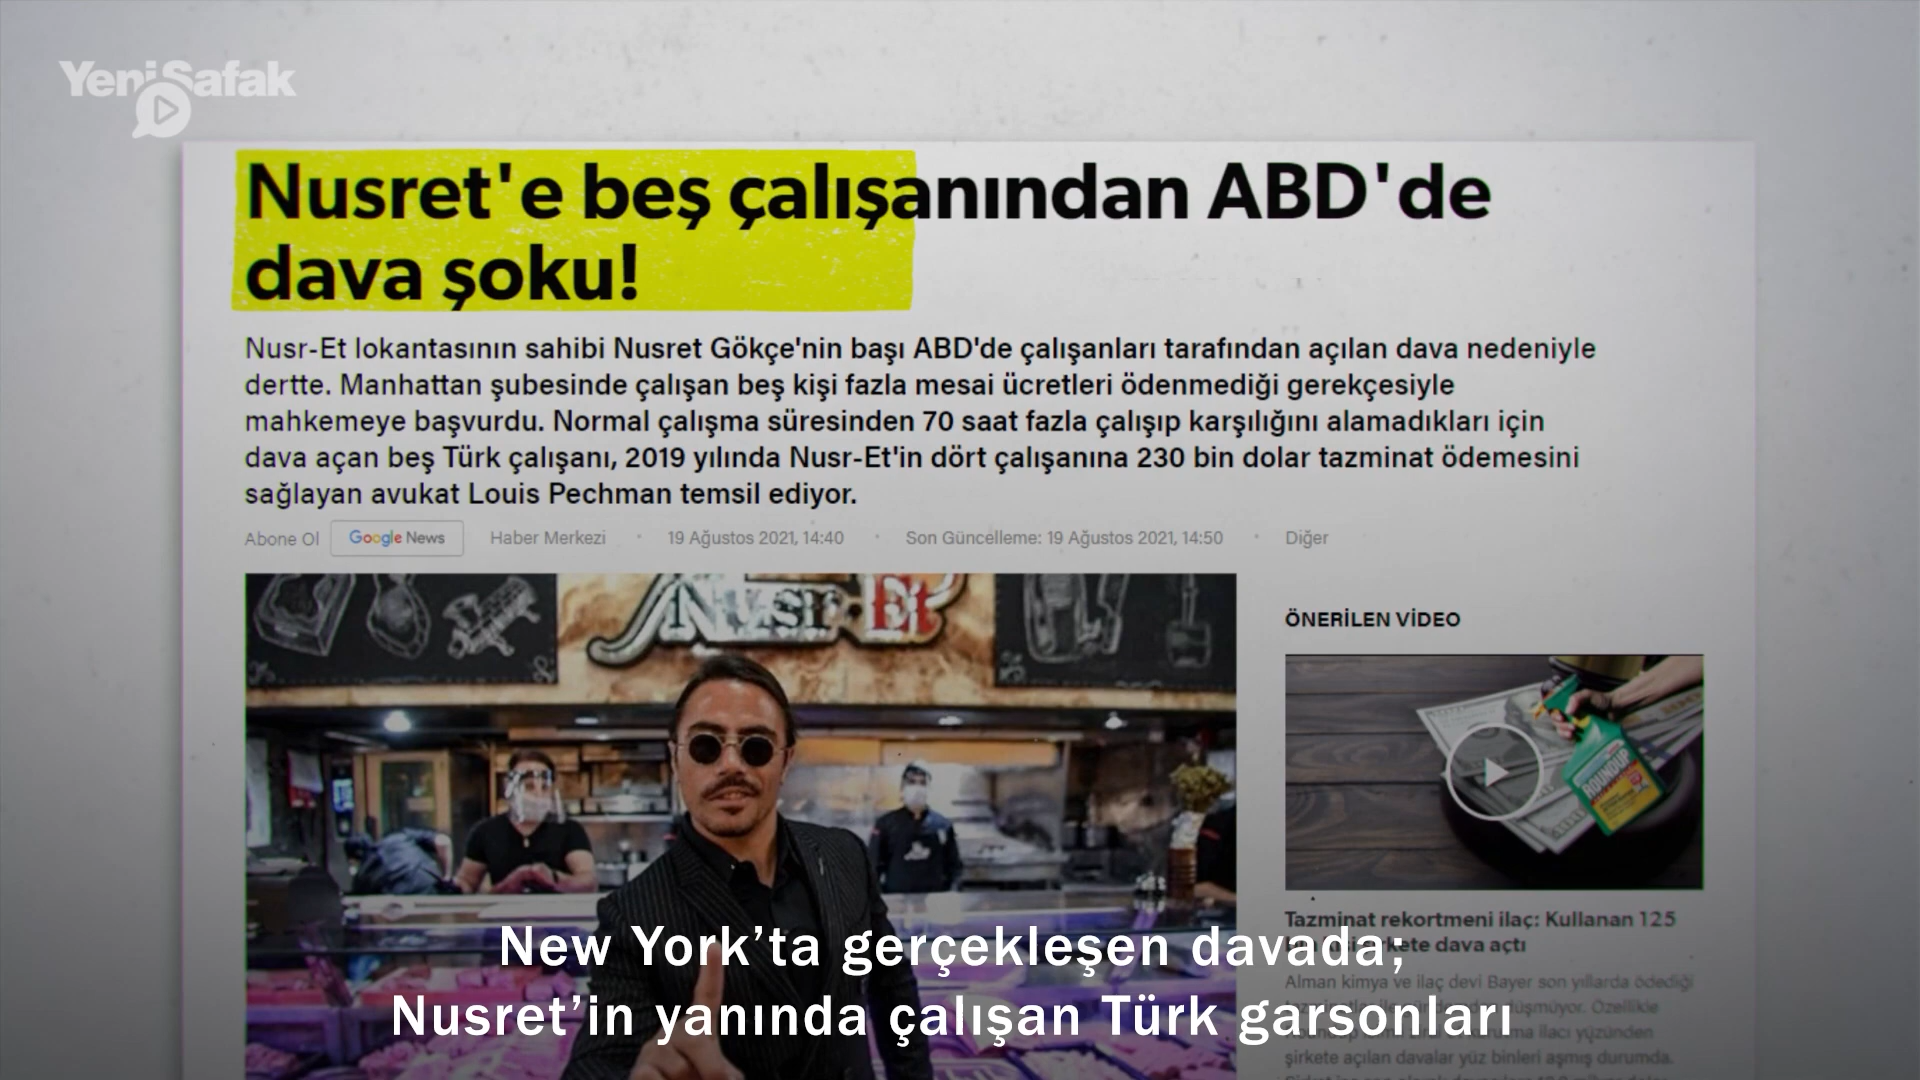 Yeni Şafak
Nusret'e beş çalışanından ABD'de
dava şoku!
Nusr-Et lokantasının sahibi Nusret Gökçe'nin başı ABD'de çalışanları tarafından açılan dava nedeniyle
dertte. Manhattan şubesinde çalışan beş kişi fazla mesai ücretleri ödenmediği gerekçesiyle
mahkemeye başvurdu. Normal çalışma süresinden 70 saat fazla çalışıp karşılığını alamadıkları için
dava açan beş Türk çalışanı, 2019 yılında Nusr-Et'in dört çalışanına 230 bin dolar tazminat ödemesini
sağlayan avukat Louis Pechman temsil ediyor.
Abone Ol Google News Haber Merkezi • 19 Ağustos 2021, 14:40 • Son Güncelleme: 19 Ağustos 2021, 14:50 • Diğer
Nusr-Et
ÖNERİLEN VİDEO
ROUNDUP
Tazminat rekortmeni ilaç: Kullanan 125
dava açtı
Alman kimya ve ilaç devi Bayer son yıllarda ödediği
düşmüyor. Özellikle
ilacı yüzünden
şirkete açılan davalar yüz binleri aşmış durumda.
New York’ta gerçekleşen davada;
Nusret’in yanında çalışan Türk garsonları